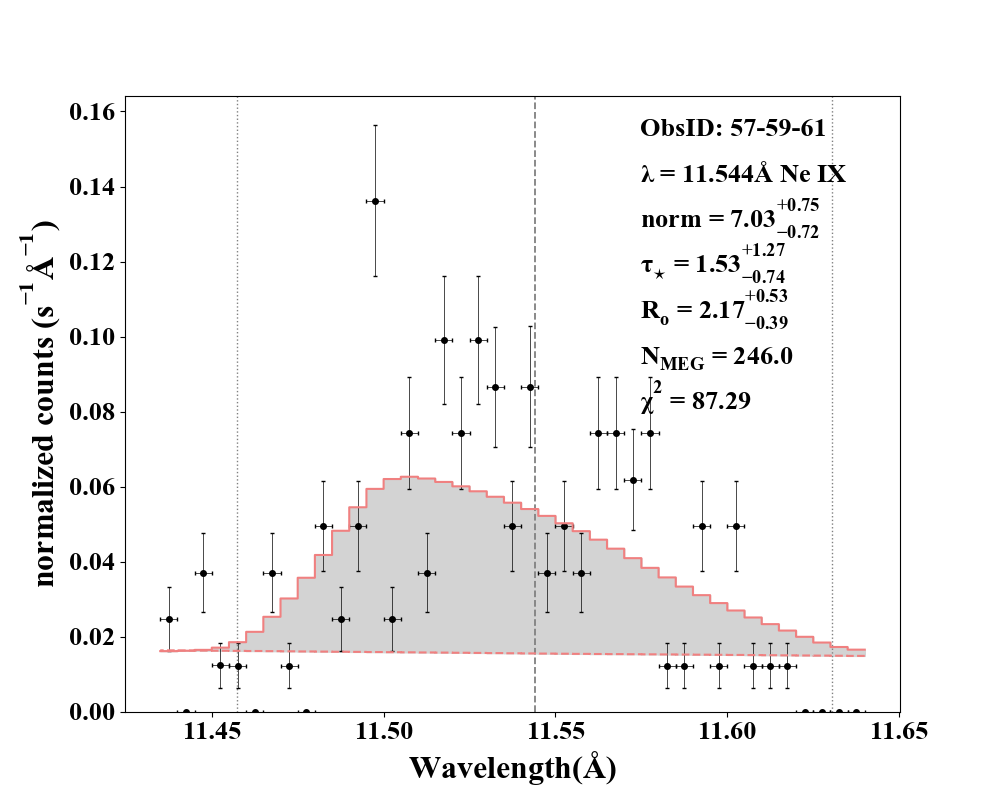 0.16
0.14
0.12
0.10
0.08
0.06
0.04
0.02
0.00
11.45
11.50
11.55
11.60
11.65
normalized counts (s⁻¹ Å⁻¹)
Wavelength(Å)
ObsID: 57-59-61
λ = 11.544Å Ne IX
norm = 7.03 +0.75 −0.72
τ⋆ = 1.53 +1.27 −0.74
Rₒ = 2.17 +0.53 −0.39
N_MEG = 246.0
χ² = 87.29